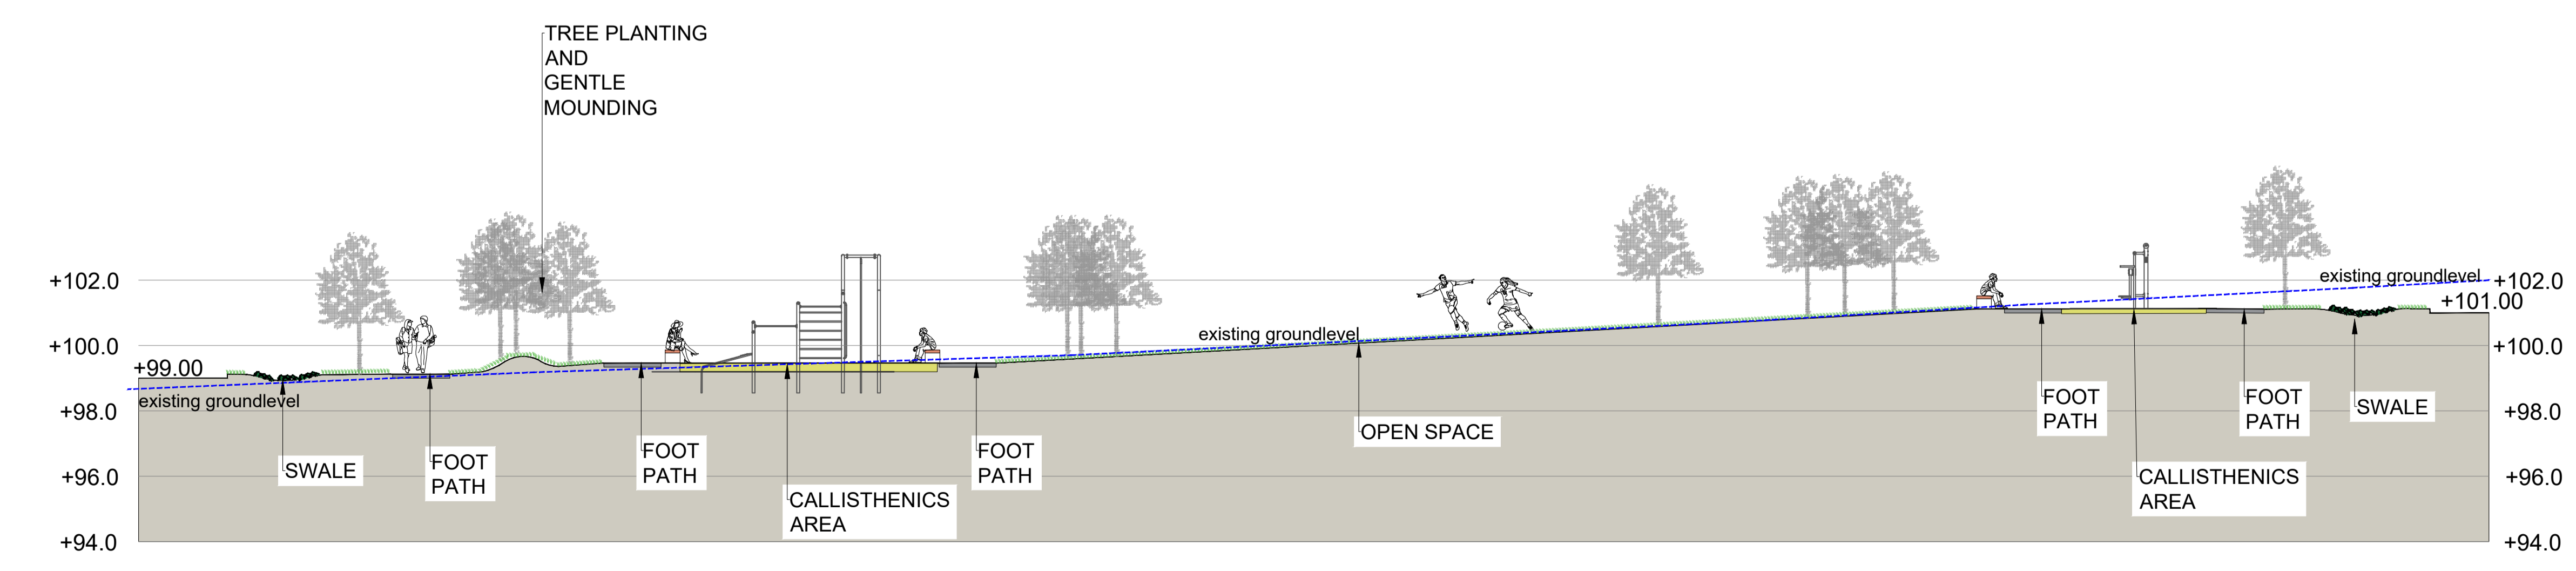 TREE PLANTING
AND
GENTLE
MOUNDING
+102.0
+100.0
+99.00
existing groundlevel
+98.0
+96.0
+94.0
SWALE
FOOT
PATH
FOOT
PATH
CALLISTHENICS
AREA
FOOT
PATH
existing groundlevel
OPEN SPACE
existing groundlevel
+102.0
+101.00
+100.0
+98.0
+96.0
+94.0
FOOT
PATH
CALLISTHENICS
AREA
FOOT
PATH
SWALE